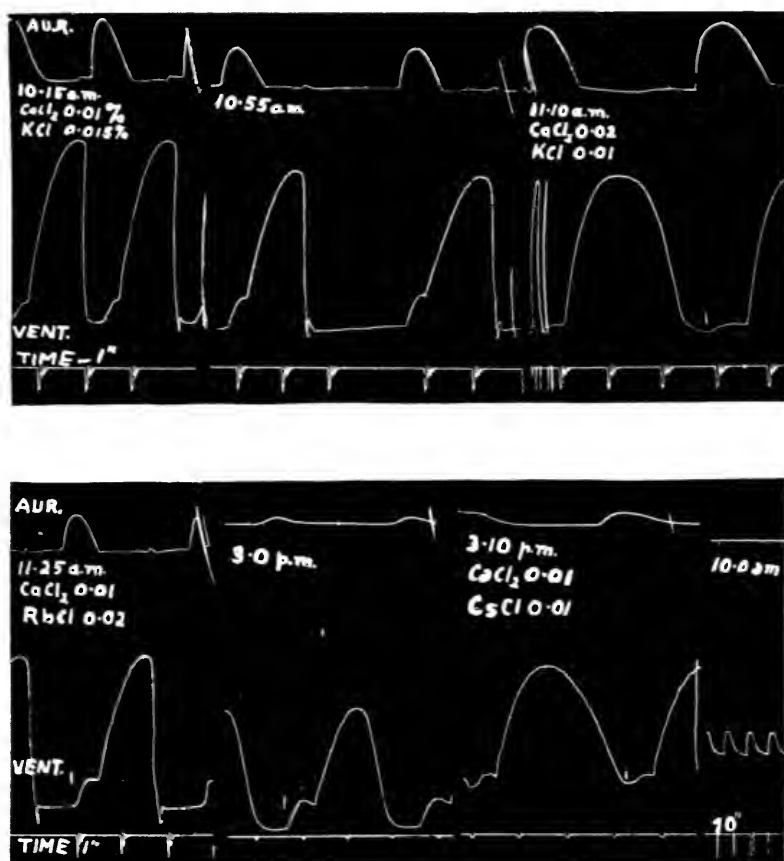 AUR.
10·15 a.m.
CaCl₂ 0·01%
KCl 0·015%
10·55 am.
11·10 a.m.
CaCl₂ 0·02
KCl 0·01
VENT.
TIME - 1"
AUR.
11·25 a.m.
CaCl₂ 0·01
RbCl 0·02
3·0 p.m.
3·10 p.m.
CaCl₂ 0·01
CsCl 0·01
10·0 am
VENT.
10"
TIME 1"